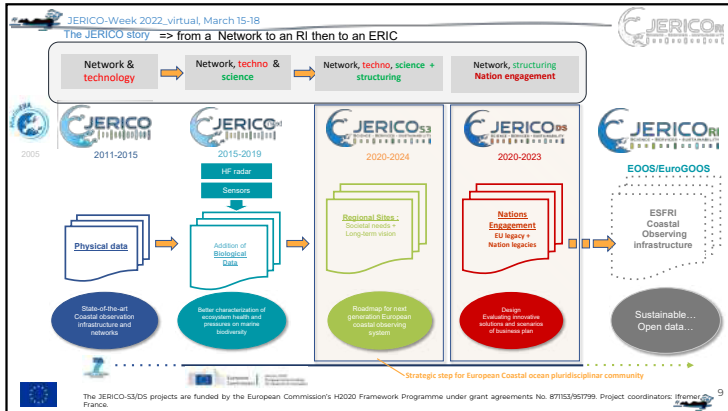 JERICO-Week 2022_virtual, March 15-18
The JERICO story => from a Network to an RI then to an ERIC
JERICO RI
Network &
technology
Network, techno &
science
Network, techno, science +
structuring
Network, structuring
Nation engagement
2005
JERICO
2011-2015
JERICO
2015-2019
JERICO S3
2020-2024
JERICO DS
2020-2023
JERICO RI
EOOS/EuroGOOS
HF radar
Sensors
Physical data
Addition of
Biological
Data
Regional Sites :
Societal needs +
Long-term vision
Nations
Engagement
EU legacy +
Nation legacies
ESFRI
Coastal
Observing
infrastructure
State-of-the-art
Coastal observation
infrastructure and
networks
Better characterization of
ecosystem health and
pressures on marine
biodiversity
Roadmap for next
generation European
coastal observing
system
Design
Evaluating innovative
solutions and scenarios
of business plan
Sustainable...
Open data...
European
Commission
Strategic step for European Coastal ocean pluridisciplinar community
The JERICO-S3/DS projects are funded by the European Commission's H2020 Framework Programme under grant agreements No. 871153/951799. Project coordinators: Ifremer,
France.
9